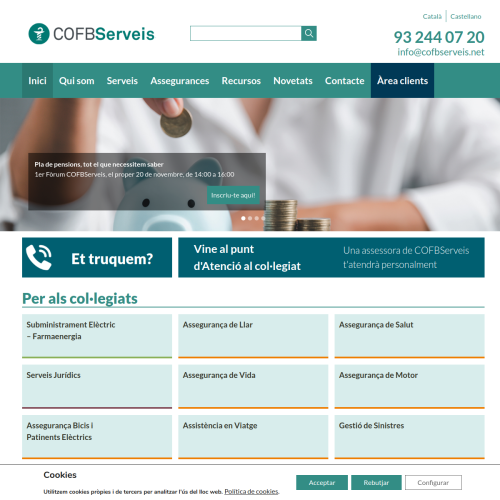 Català
Castellano
COFBServeis
93 244 07 20
info@cofbserveis.net
Inici
Qui som
Serveis
Assegurances
Recursos
Novetats
Contacte
Àrea clients
Pla de pensions, tot el que necessitem saber
1er Fòrum COFBServeis, el proper 20 de novembre, de 14:00 a 16:00
Inscriu-te aquí!
Et truquem?
Vine al punt
d'Atenció al col·legiat
Una assessora de COFBServeis
t'atendrà personalment
Per als col·legiats
Subministrament Elèctric
– Farmaenergia
Assegurança de Llar
Assegurança de Salut
Serveis Jurídics
Assegurança de Vida
Assegurança de Motor
Assegurança Bicis i
Patinents Elèctrics
Assistència en Viatge
Gestió de Sinistres
Cookies
Utilitzem cookies pròpies i de tercers per analitzar l'ús del lloc web. Política de cookies.
Acceptar
Rebutjar
Configurar